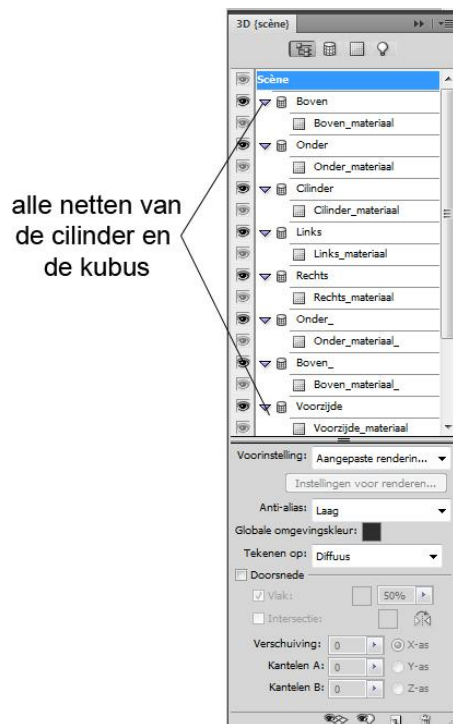 3D {scène}
Scène
Boven
Boven_materiaal
Onder
Onder_materiaal
Cilinder
Cilinder_materiaal
Links
Links_materiaal
Rechts
Rechts_materiaal
Onder_
Onder_materiaal_
Boven_
Boven_materiaal_
Voorzijde
Voorzijde_materiaal
alle netten van
de cilinder en
de kubus
Voorinstelling: Aangepaste renderin...
Instellingen voor renderen...
Anti-alias: Laag
Globale omgevingskleur:
Tekenen op: Diffuus
Doorsnede
Vlak: 50%
Intersectie:
Verschuiving: 0 X-as
Kantelen A: 0 Y-as
Kantelen B: 0 Z-as